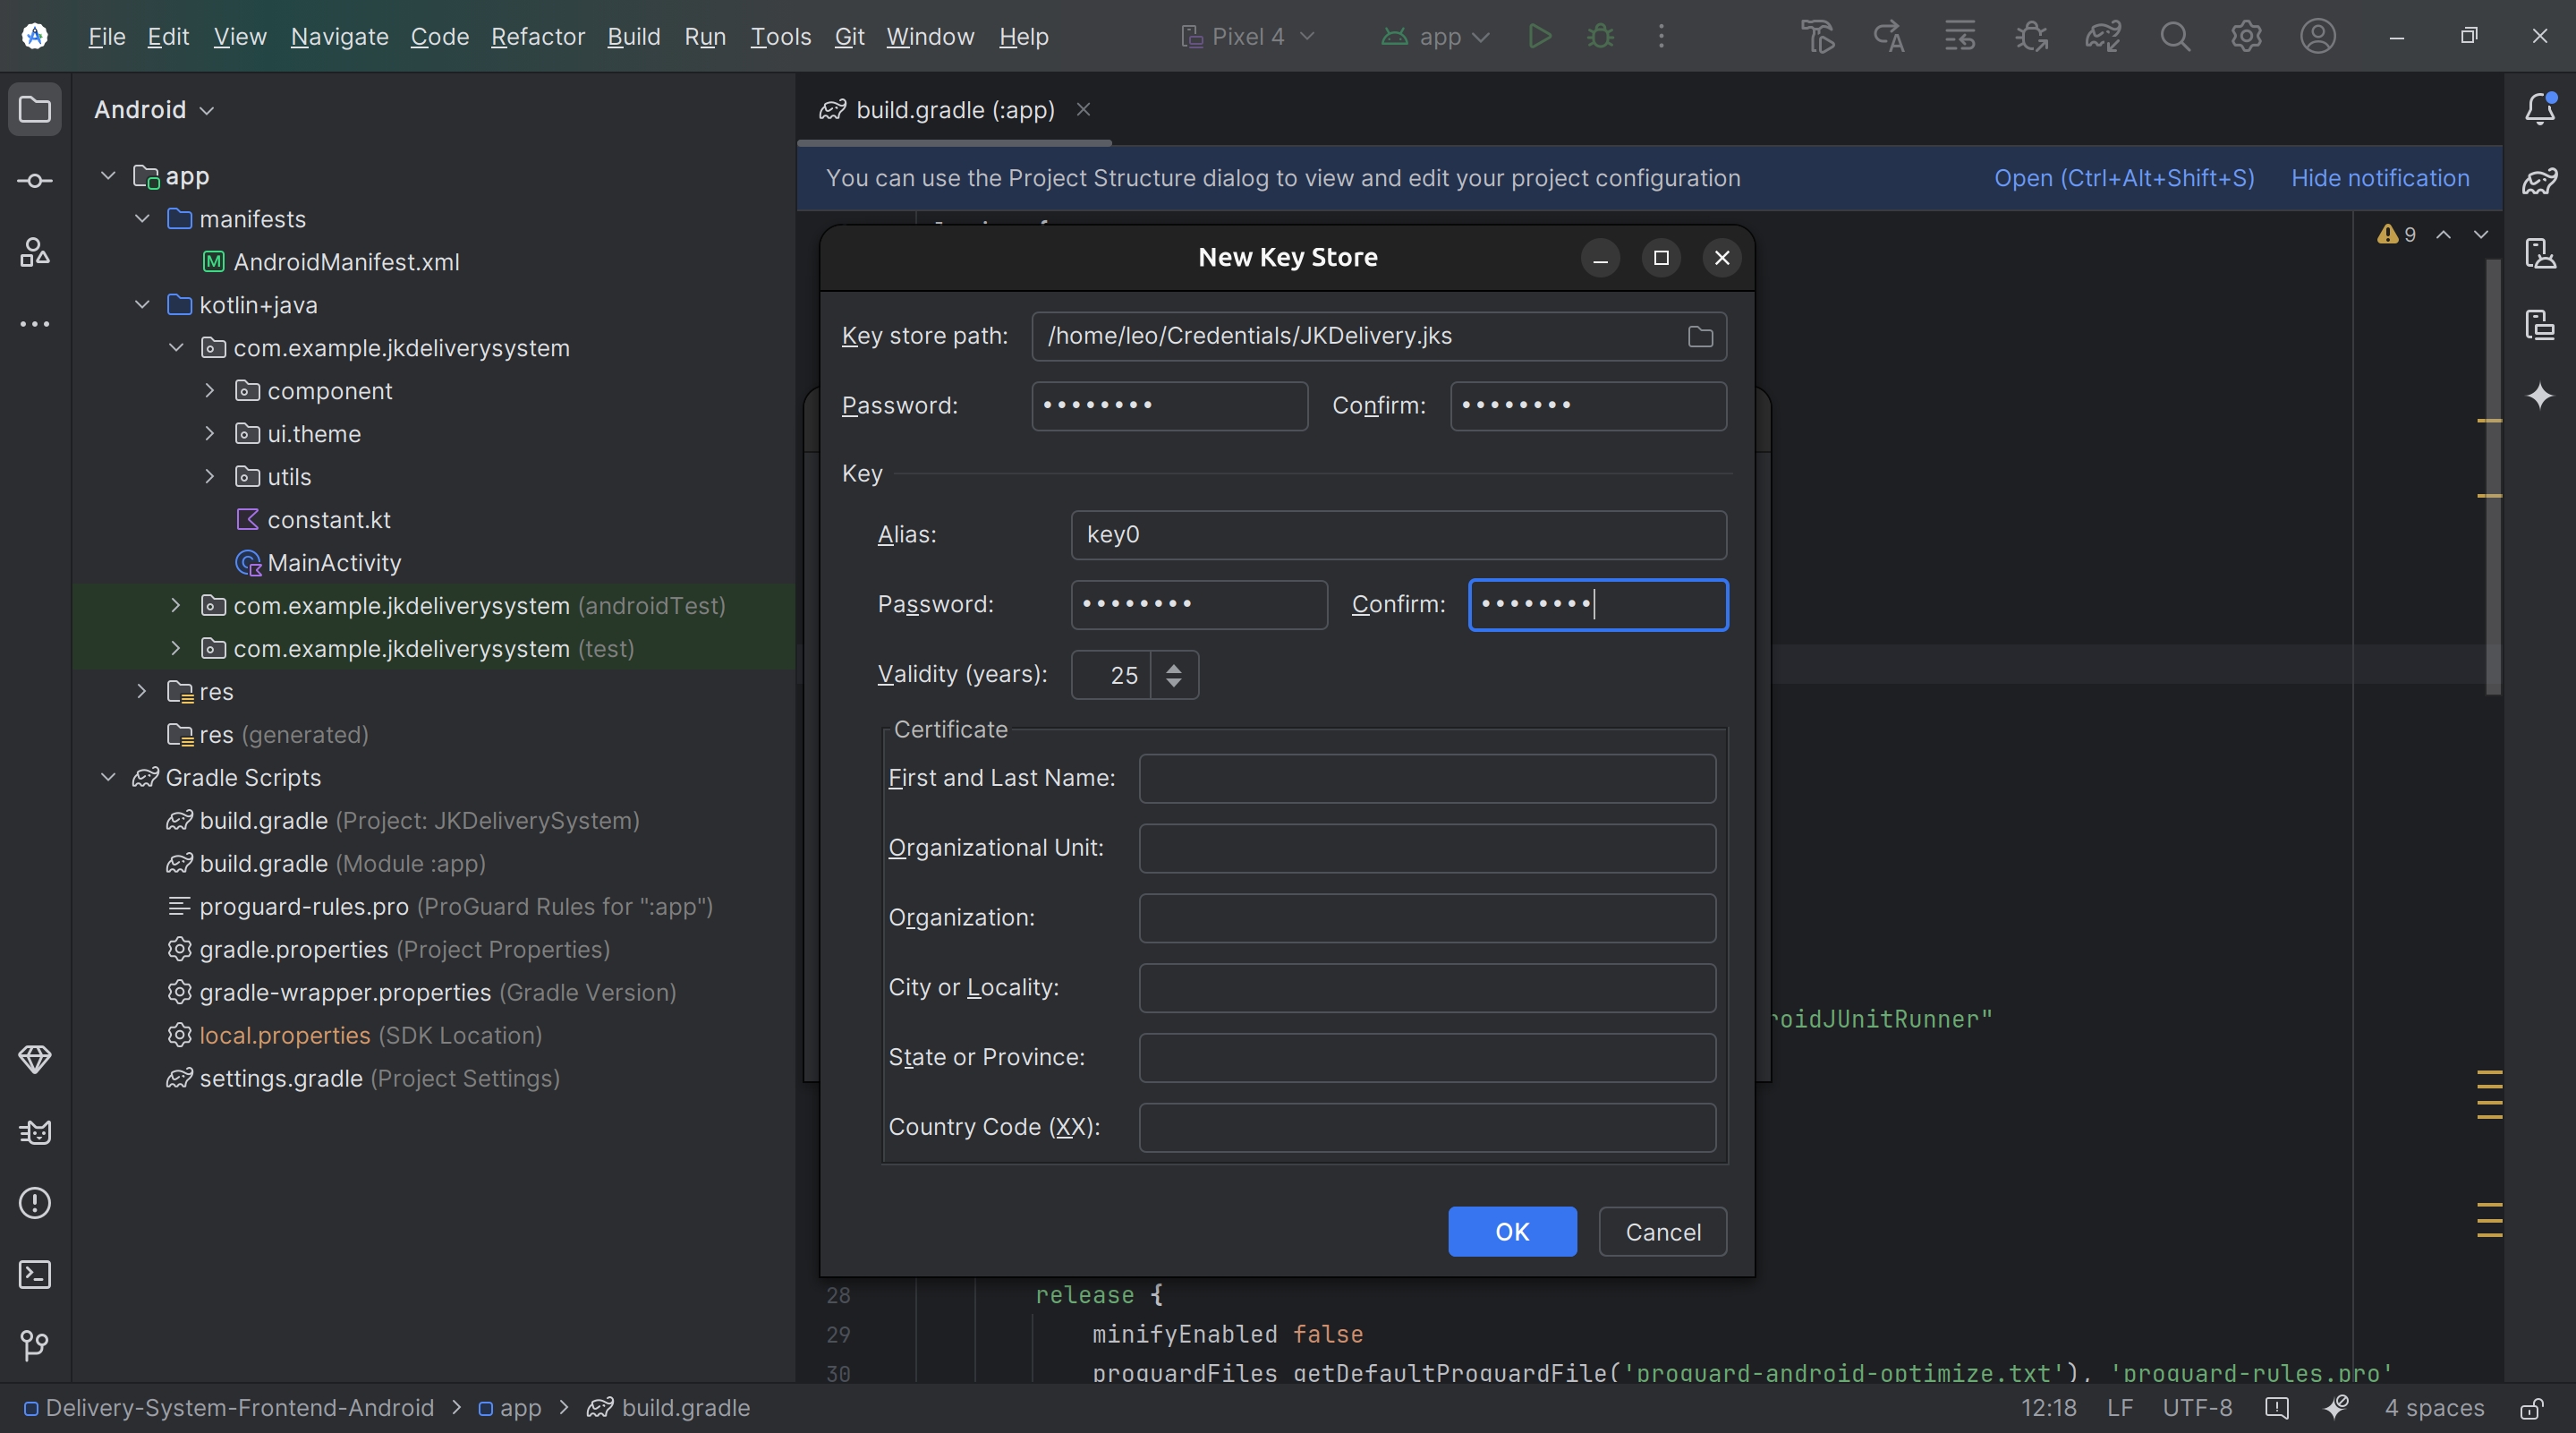 File Edit View Navigate Code Refactor Build Run Tools Git Window Help Pixel 4 app
Android
app
manifests
AndroidManifest.xml
kotlin+java
com.example.jkdeliverysystem
component
ui.theme
utils
constant.kt
MainActivity
com.example.jkdeliverysystem (androidTest)
com.example.jkdeliverysystem (test)
res
res (generated)
Gradle Scripts
build.gradle (Project: JKDeliverySystem)
build.gradle (Module :app)
proguard-rules.pro (ProGuard Rules for ":app")
gradle.properties (Project Properties)
gradle-wrapper.properties (Gradle Version)
local.properties (SDK Location)
settings.gradle (Project Settings)
build.gradle (:app)
You can use the Project Structure dialog to view and edit your project configuration Open (Ctrl+Alt+Shift+S) Hide notification
9
New Key Store
Key store path: /home/leo/Credentials/JKDelivery.jks
Password: •••••••• Confirm: ••••••••
Key
Alias: key0
Password: •••••••• Confirm: ••••••••
Validity (years): 25
Certificate
First and Last Name:
Organizational Unit:
Organization:
City or Locality:
State or Province:
Country Code (XX):
OK Cancel
roidJUnitRunner"
28 release {
29 minifyEnabled false
30 proguardFiles getDefaultProguardFile('proguard-android-optimize.txt'), 'proguard-rules.pro'
Delivery-System-Frontend-Android > app > build.gradle 12:18 LF UTF-8 4 spaces